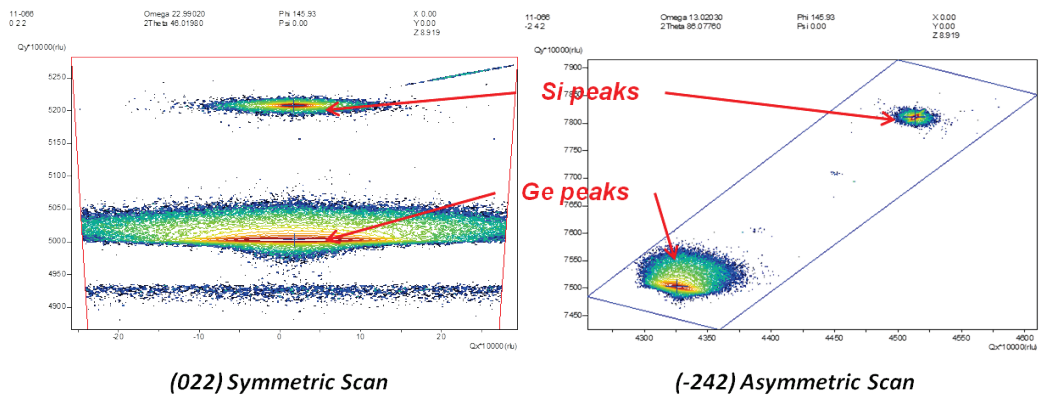 11-066 Omega 22.99020 Phi 145.93 X 0.00
0 2 2 2Theta 46.01980 Psi 0.00 Y 0.00
Z 8.919
Qy*10000(rlu)
5250
5200
5150
5100
5050
5000
4950
4900
-20 -10 0 10 20
Qx*10000(rlu)
(022) Symmetric Scan
11-066 Omega 13.02030 Phi 145.93 X 0.00
-2 4 2 2Theta 86.07760 Psi 0.00 Y 0.00
Z 8.919
Qy*10000(rlu)
7900
7850
7800
7750
7700
7650
7600
7550
7500
7450
4300 4350 4400 4450 4500 4550 4600
Qx*10000(rlu)
(-242) Asymmetric Scan
Si peaks
Ge peaks